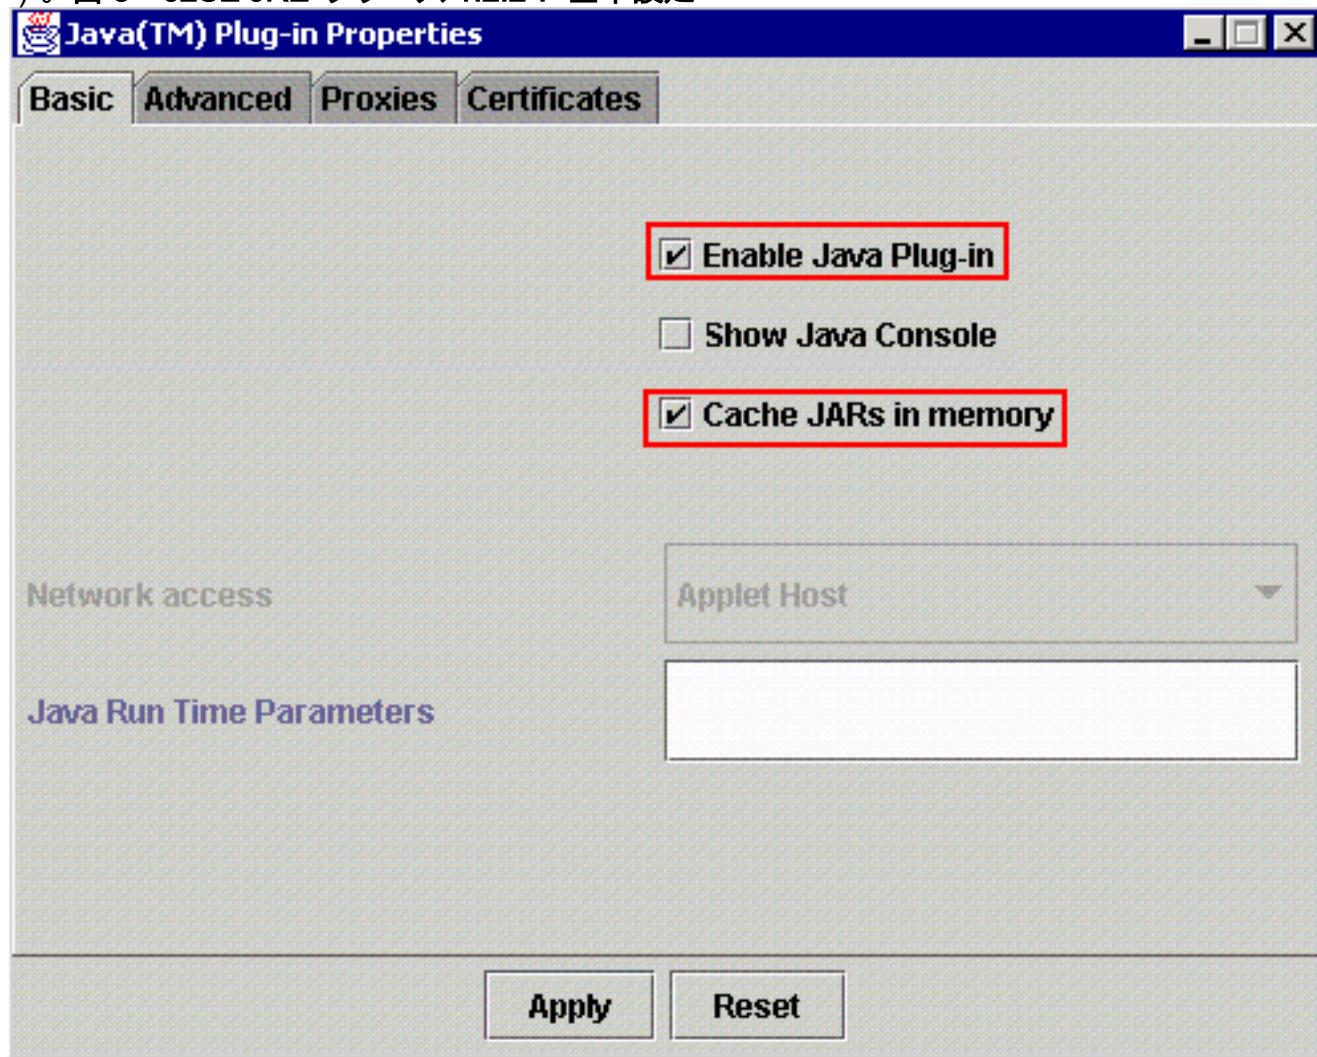 Java(TM) Plug-in Properties
Basic Advanced Proxies Certificates
Enable Java Plug-in
Show Java Console
Cache JARs in memory
Network access Applet Host
Java Run Time Parameters
Apply Reset